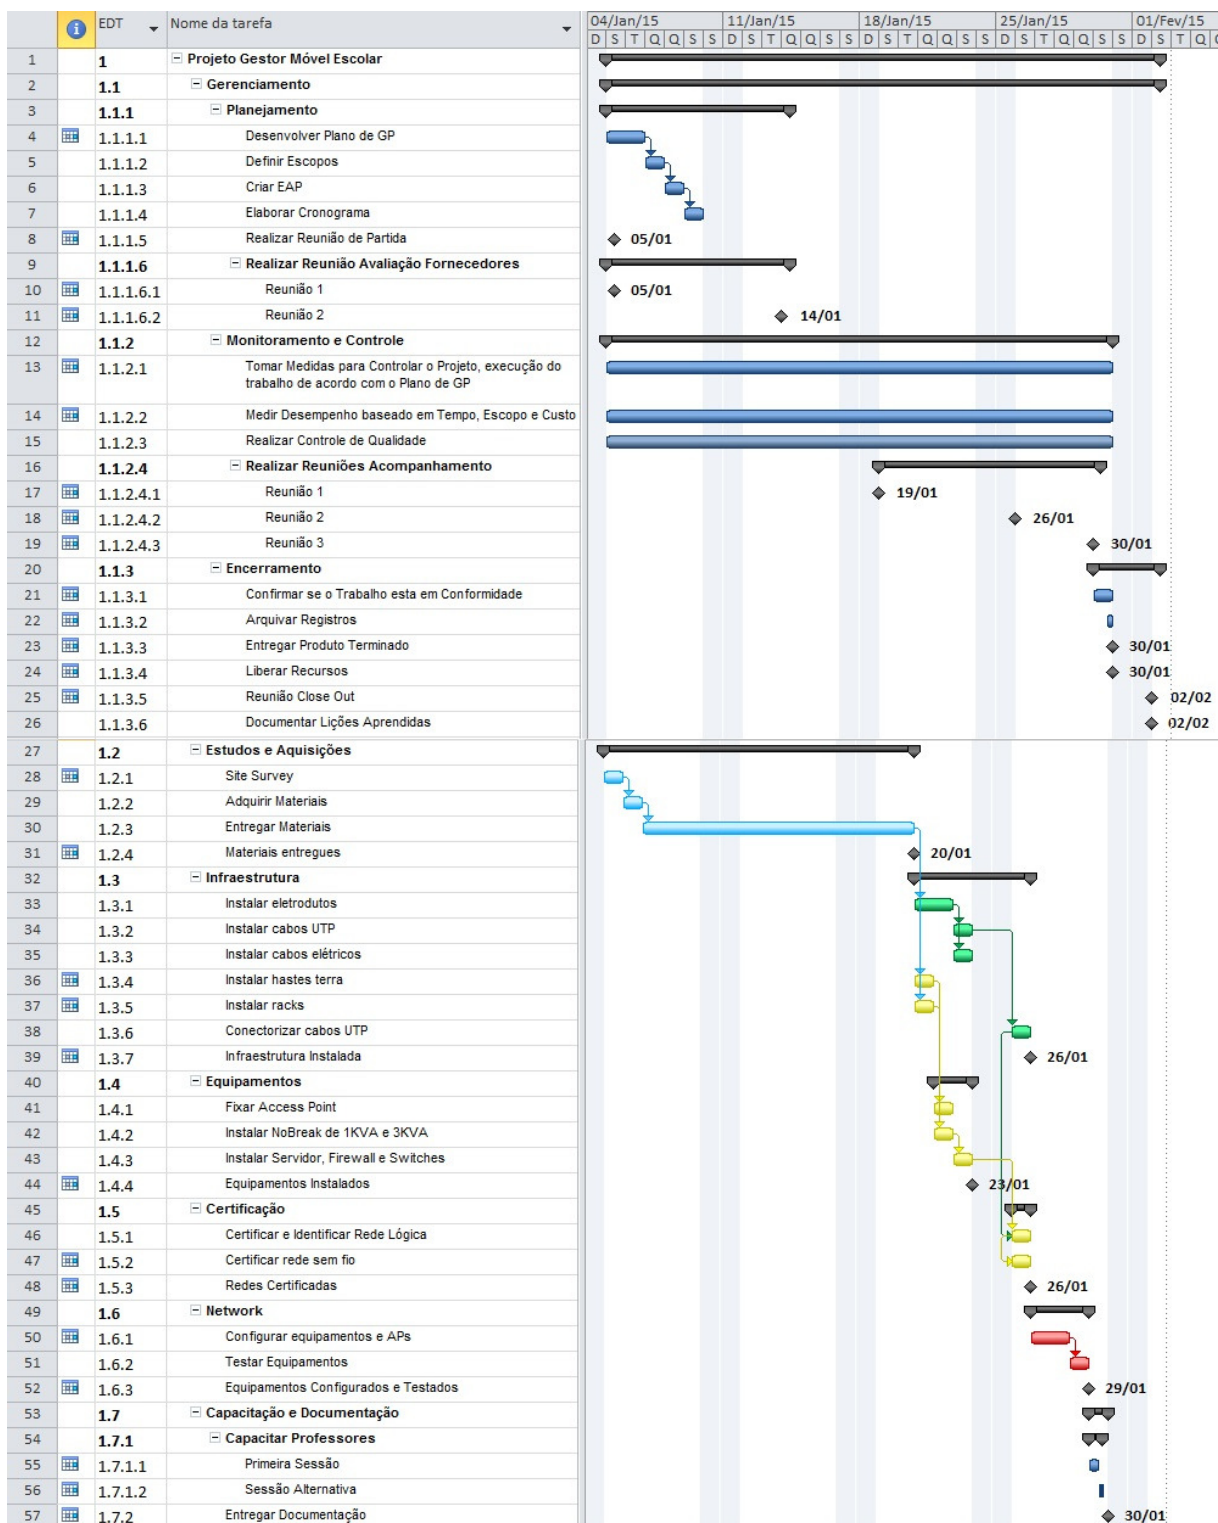 EDT Nome da tarefa 04/Jan/15 11/Jan/15 18/Jan/15 25/Jan/15 01/Fev/15
D S T Q Q S S D S T Q Q S S D S T Q Q S S D S T Q Q S S D S T Q
1 1 Projeto Gestor Móvel Escolar
2 1.1 Gerenciamento
3 1.1.1 Planejamento
4 1.1.1.1 Desenvolver Plano de GP
5 1.1.1.2 Definir Escopos
6 1.1.1.3 Criar EAP
7 1.1.1.4 Elaborar Cronograma
8 1.1.1.5 Realizar Reunião de Partida 05/01
9 1.1.1.6 Realizar Reunião Avaliação Fornecedores
10 1.1.1.6.1 Reunião 1 05/01
11 1.1.1.6.2 Reunião 2 14/01
12 1.1.2 Monitoramento e Controle
13 1.1.2.1 Tomar Medidas para Controlar o Projeto, execução do
trabalho de acordo com o Plano de GP
14 1.1.2.2 Medir Desempenho baseado em Tempo, Escopo e Custo
15 1.1.2.3 Realizar Controle de Qualidade
16 1.1.2.4 Realizar Reuniões Acompanhamento
17 1.1.2.4.1 Reunião 1 19/01
18 1.1.2.4.2 Reunião 2 26/01
19 1.1.2.4.3 Reunião 3 30/01
20 1.1.3 Encerramento
21 1.1.3.1 Confirmar se o Trabalho esta em Conformidade
22 1.1.3.2 Arquivar Registros
23 1.1.3.3 Entregar Produto Terminado 30/01
24 1.1.3.4 Liberar Recursos 30/01
25 1.1.3.5 Reunião Close Out 02/02
26 1.1.3.6 Documentar Lições Aprendidas 02/02
27 1.2 Estudos e Aquisições
28 1.2.1 Site Survey
29 1.2.2 Adquirir Materiais
30 1.2.3 Entregar Materiais
31 1.2.4 Materiais entregues 20/01
32 1.3 Infraestrutura
33 1.3.1 Instalar eletrodutos
34 1.3.2 Instalar cabos UTP
35 1.3.3 Instalar cabos elétricos
36 1.3.4 Instalar hastes terra
37 1.3.5 Instalar racks
38 1.3.6 Conectorizar cabos UTP
39 1.3.7 Infraestrutura Instalada 26/01
40 1.4 Equipamentos
41 1.4.1 Fixar Access Point
42 1.4.2 Instalar NoBreak de 1KVA e 3KVA
43 1.4.3 Instalar Servidor, Firewall e Switches
44 1.4.4 Equipamentos Instalados 23/01
45 1.5 Certificação
46 1.5.1 Certificar e Identificar Rede Lógica
47 1.5.2 Certificar rede sem fio
48 1.5.3 Redes Certificadas 26/01
49 1.6 Network
50 1.6.1 Configurar equipamentos e APs
51 1.6.2 Testar Equipamentos
52 1.6.3 Equipamentos Configurados e Testados 29/01
53 1.7 Capacitação e Documentação
54 1.7.1 Capacitar Professores
55 1.7.1.1 Primeira Sessão
56 1.7.1.2 Sessão Alternativa
57 1.7.2 Entregar Documentação 30/01